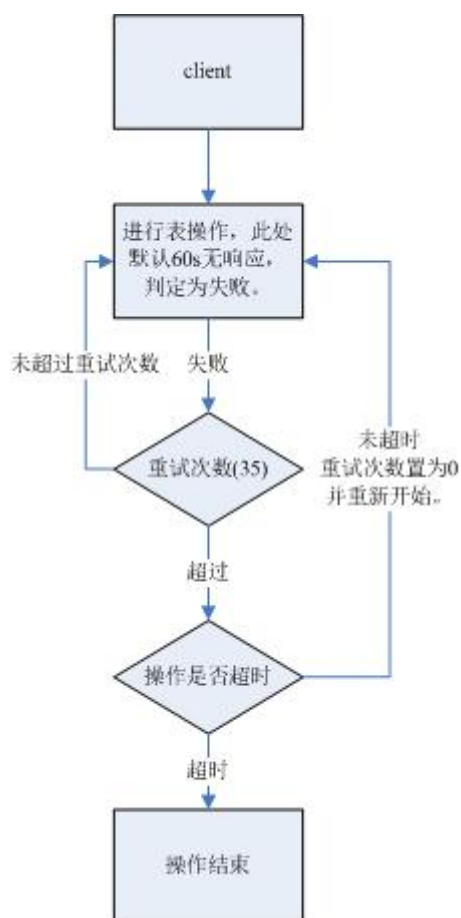 client
进行表操作，此处
默认60s无响应，
判定为失败。
未超过重试次数
失败
重试次数(35)
未超时
重试次数置为0
并重新开始。
超过
操作是否超时
超时
操作结束